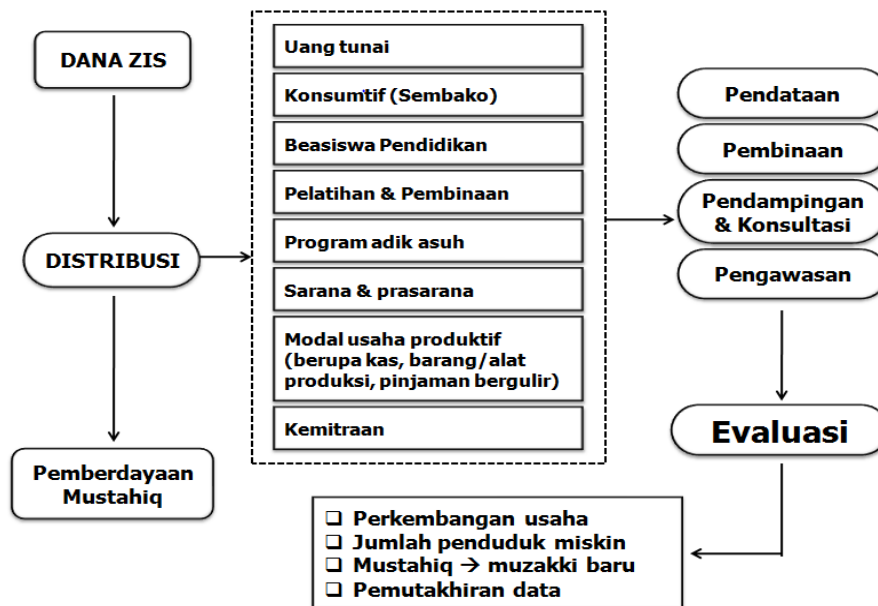 DANA ZIS
DISTRIBUSI
Pemberdayaan
Mustahiq
Uang tunai
Konsumtif (Sembako)
Beasiswa Pendidikan
Pelatihan & Pembinaan
Program adik asuh
Sarana & prasarana
Modal usaha produktif
(berupa kas, barang/alat
produksi, pinjaman bergulir)
Kemitraan
Pendataan
Pembinaan
Pendampingan
& Konsultasi
Pengawasan
Evaluasi
❑ Perkembangan usaha
❑ Jumlah penduduk miskin
❑ Mustahiq → muzakki baru
❑ Pemutakhiran data